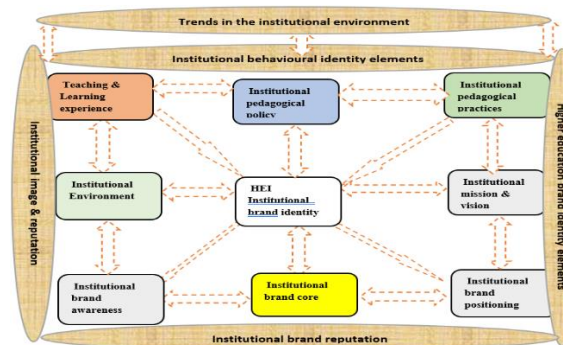 Trends in the institutional environment
Institutional behavioural identity elements
Teaching &
Learning
experience
Institutional
pedagogical
policy
Institutional
pedagogical
practices
Institutional image & reputation
higher education brand identity elements
Institutional
Environment
HEI
Institutional
brand identity
Institutional
mission &
vision
Institutional
brand
awareness
Institutional
brand core
Institutional
brand
positioning
Institutional brand reputation